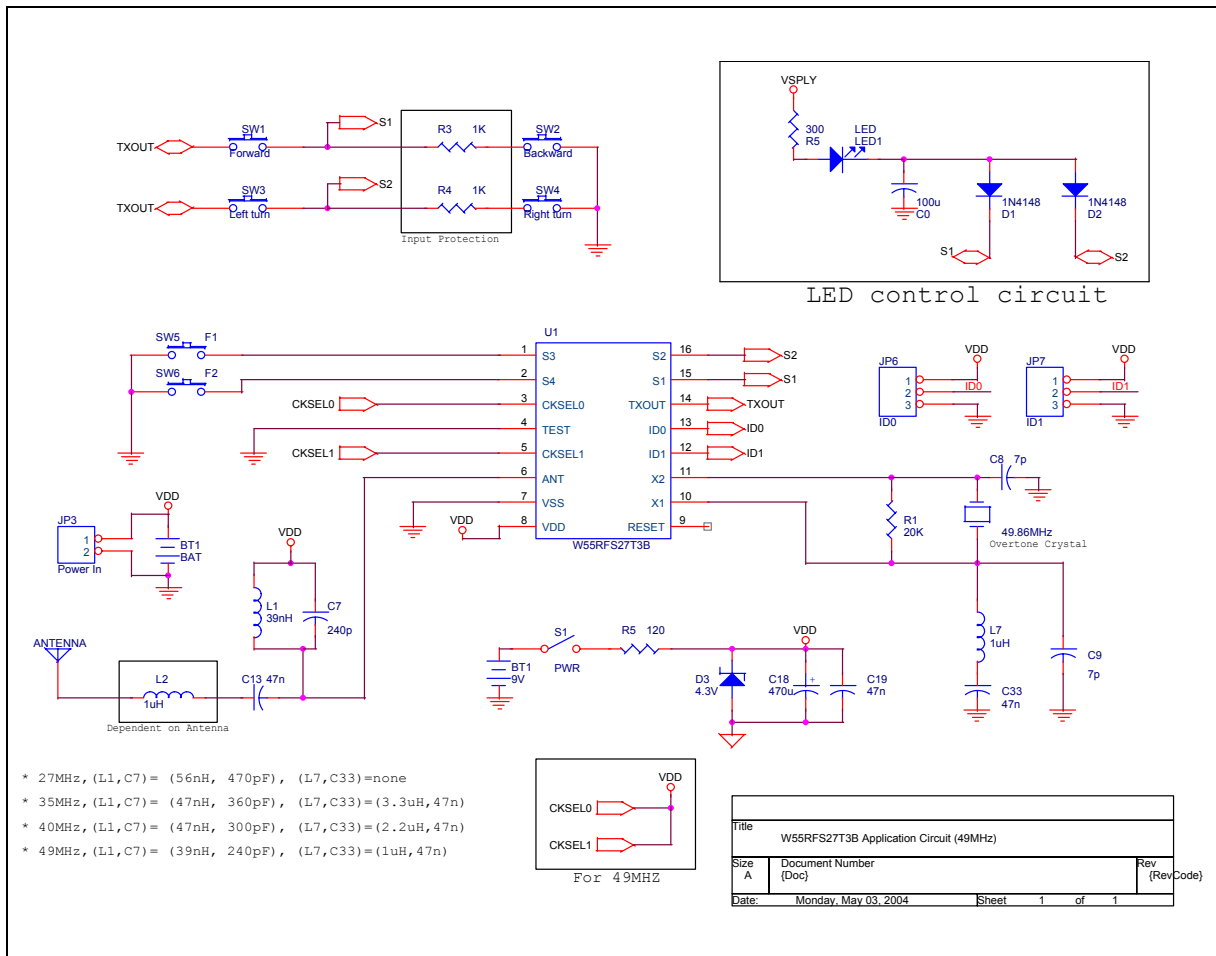 VSPLY
300
R5
LED
LED1
100u
C0
1N4148
D1
1N4148
D2
S1
S2
LED control circuit
TXOUT
SW1
Forward
S1
R3 1K
SW2
Backward
TXOUT
SW3
Left turn
S2
R4 1K
SW4
Right turn
Input Protection
U1
SW5 F1
SW6 F2
CKSEL0
CKSEL1
1 S3
2 S4
3 CKSEL0
4 TEST
5 CKSEL1
6 ANT
7 VSS
8 VDD
S2 16
S1 15
TXOUT 14
ID0 13
ID1 12
X2 11
X1 10
RESET 9
W55RFS27T3B
VDD
S2
S1
TXOUT
ID0
ID1
JP6
1
2
3
ID0
VDD
ID0
JP7
1
2
3
ID1
VDD
ID1
C8 7p
R1
20K
49.86MHz
Overtone Crystal
L7
1uH
C9
7p
C33
47n
JP3
1
2
Power In
VDD
BT1
BAT
VDD
L1
39nH
C7
240p
ANTENNA
L2
1uH
Dependent on Antenna
C13 47n
BT1
9V
S1
PWR
R5 120
VDD
D3
4.3V
C18
470u
+
C19
47n
* 27MHz,(L1,C7)= (56nH, 470pF), (L7,C33)=none
* 35MHz,(L1,C7)= (47nH, 360pF), (L7,C33)=(3.3uH,47n)
* 40MHz,(L1,C7)= (47nH, 300pF), (L7,C33)=(2.2uH,47n)
* 49MHz,(L1,C7)= (39nH, 240pF), (L7,C33)=(1uH,47n)
VDD
CKSEL0
CKSEL1
For 49MHZ
Title
W55RFS27T3B Application Circuit (49MHz)
Size Document Number Rev
A {Doc} {RevCode}
Date: Monday, May 03, 2004 Sheet 1 of 1